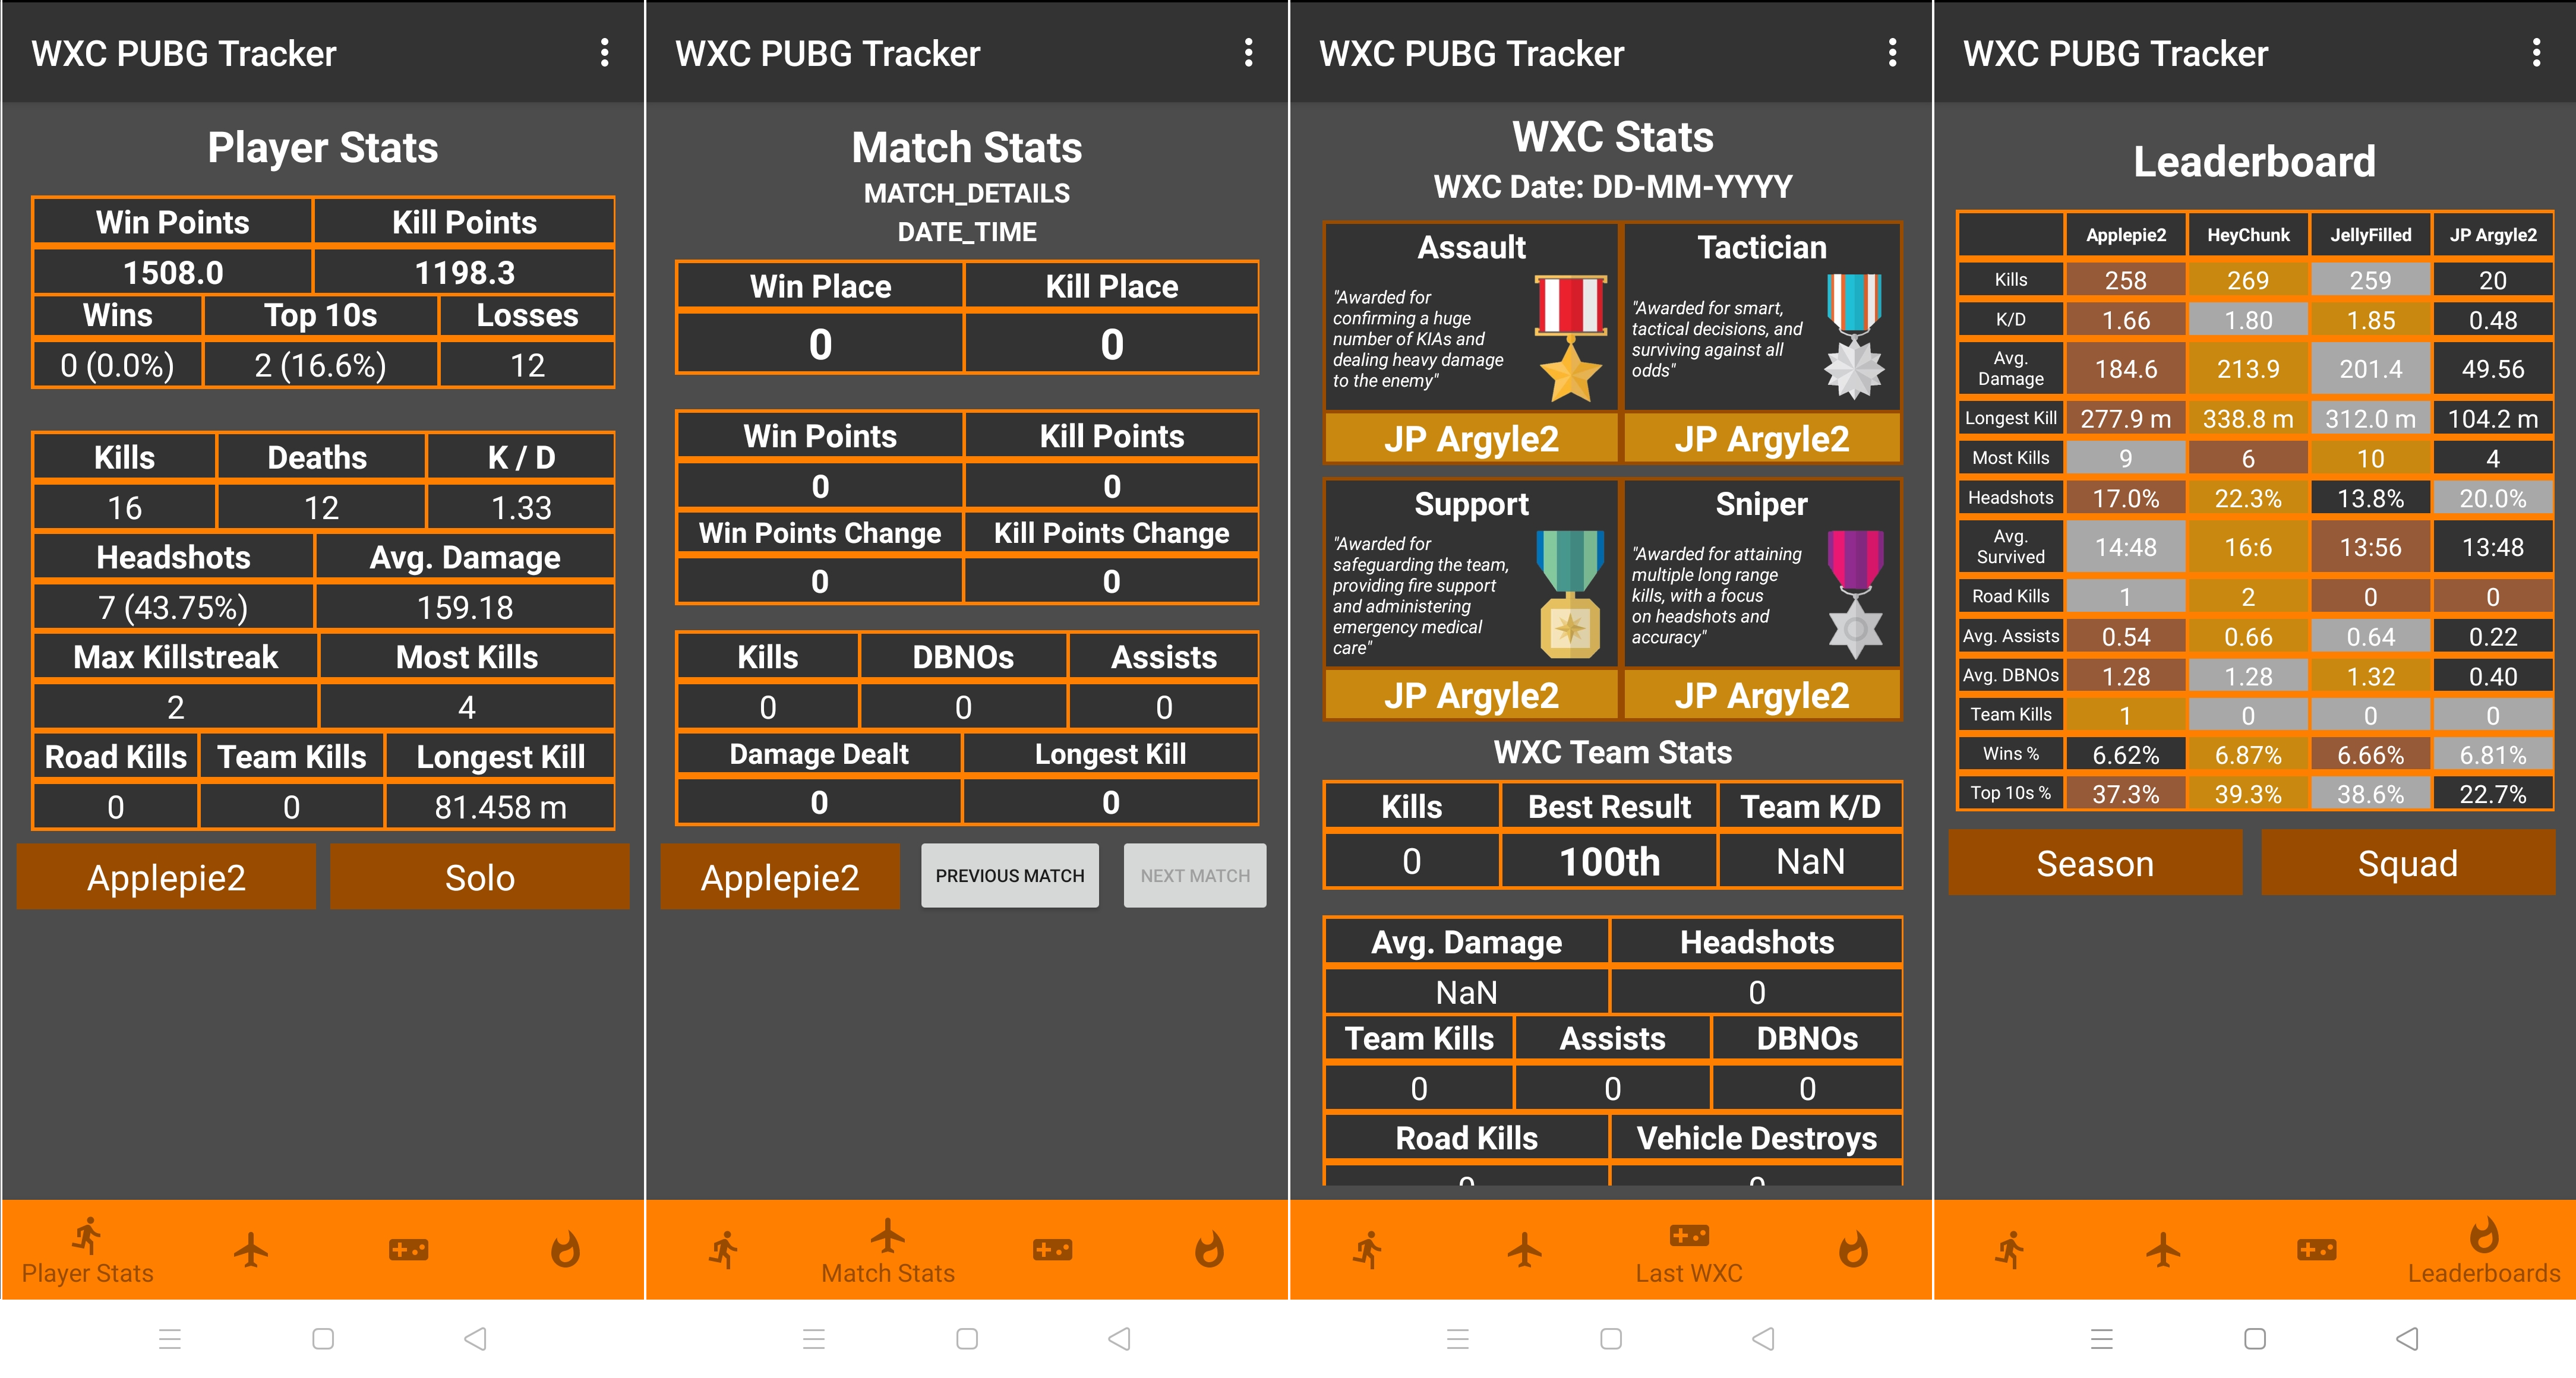 WXC PUBG Tracker
Player Stats
Win Points Kill Points
1508.0 1198.3
Wins Top 10s Losses
0 (0.0%) 2 (16.6%) 12
Kills Deaths K / D
16 12 1.33
Headshots Avg. Damage
7 (43.75%) 159.18
Max Killstreak Most Kills
2 4
Road Kills Team Kills Longest Kill
0 0 81.458 m
Applepie2 Solo
Player Stats
WXC PUBG Tracker
Match Stats
MATCH_DETAILS
DATE_TIME
Win Place Kill Place
0 0
Win Points Kill Points
0 0
Win Points Change Kill Points Change
0 0
Kills DBNOs Assists
0 0 0
Damage Dealt Longest Kill
0 0
Applepie2 PREVIOUS MATCH NEXT MATCH
Match Stats
WXC PUBG Tracker
WXC Stats
WXC Date: DD-MM-YYYY
Assault
"Awarded for
confirming a huge
number of KIAs and
dealing heavy damage
to the enemy"
JP Argyle2
Tactician
"Awarded for smart,
tactical decisions, and
surviving against all
odds"
JP Argyle2
Support
"Awarded for
safeguarding the team,
providing fire support
and administering
emergency medical
care"
JP Argyle2
Sniper
"Awarded for attaining
multiple long range
kills, with a focus
on headshots and
accuracy"
JP Argyle2
WXC Team Stats
Kills Best Result Team K/D
0 100th NaN
Avg. Damage Headshots
NaN 0
Team Kills Assists DBNOs
0 0 0
Road Kills Vehicle Destroys
0 0
Last WXC
WXC PUBG Tracker
Leaderboard
Applepie2 HeyChunk JellyFilled JP Argyle2
Kills 258 269 259 20
K/D 1.66 1.80 1.85 0.48
Avg.
Damage 184.6 213.9 201.4 49.56
Longest Kill 277.9 m 338.8 m 312.0 m 104.2 m
Most Kills 9 6 10 4
Headshots 17.0% 22.3% 13.8% 20.0%
Avg.
Survived 14:48 16:6 13:56 13:48
Road Kills 1 2 0 0
Avg. Assists 0.54 0.66 0.64 0.22
Avg. DBNOs 1.28 1.28 1.32 0.40
Team Kills 1 0 0 0
Wins % 6.62% 6.87% 6.66% 6.81%
Top 10s % 37.3% 39.3% 38.6% 22.7%
Season Squad
Leaderboards